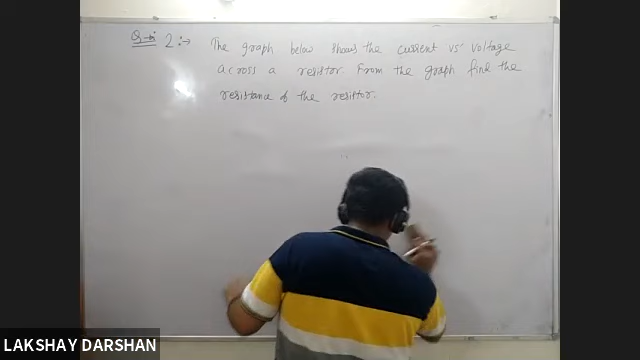 Q-n 2:→ The graph below shows the current vs voltage
across a resistor. From the graph find the
resistance of the resistor.
LAKSHAY DARSHAN